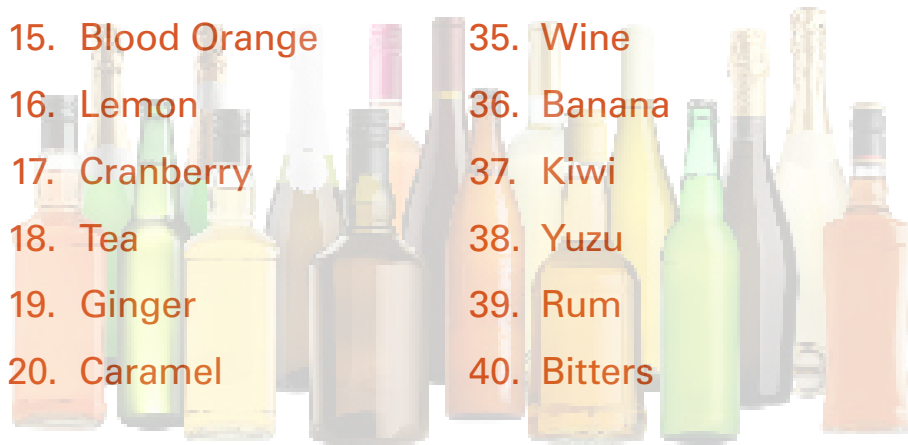 15. Blood Orange
16. Lemon
17. Cranberry
18. Tea
19. Ginger
20. Caramel
35. Wine
36. Banana
37. Kiwi
38. Yuzu
39. Rum
40. Bitters